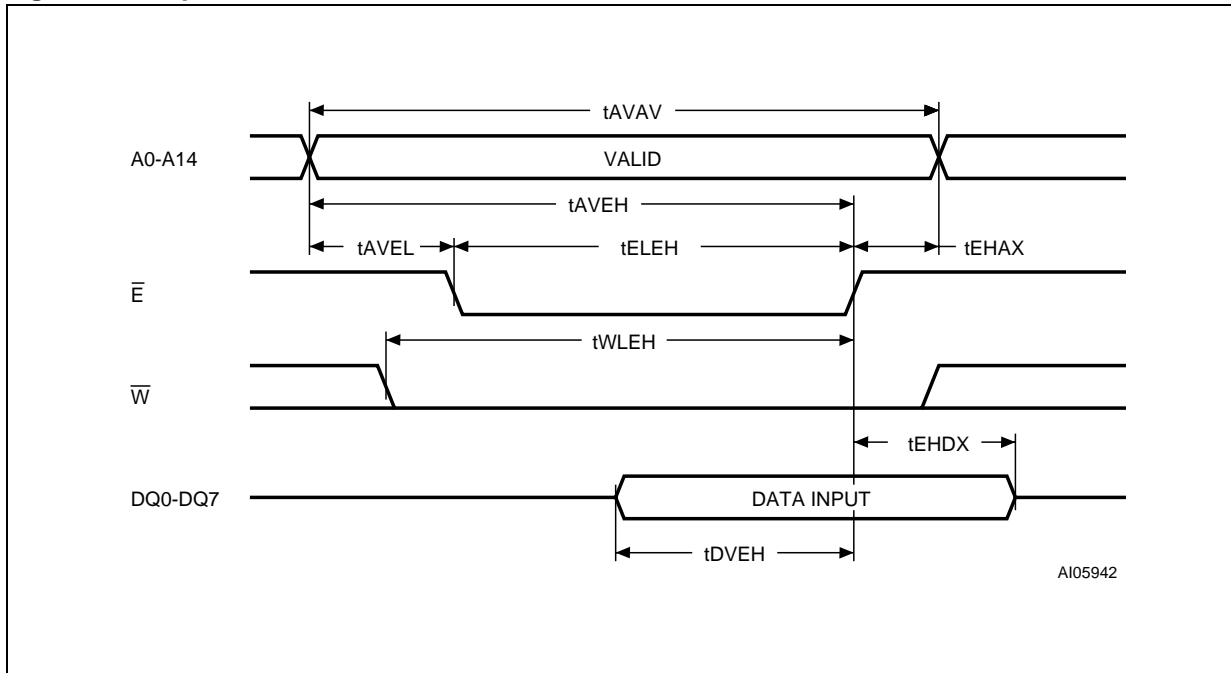 tAVAV
A0-A14
VALID
tAVEH
tAVEL
tELEH
tEHAX
E̅
tWLEH
W̅
tEHDX
DQ0-DQ7
DATA INPUT
tDVEH
AI05942